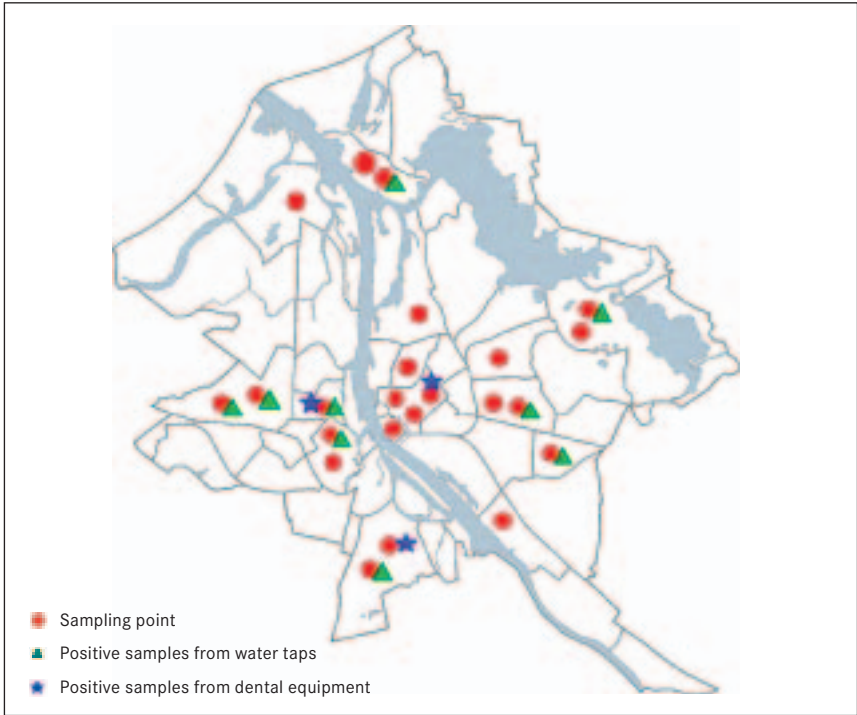 Sampling point
Positive samples from water taps
Positive samples from dental equipment